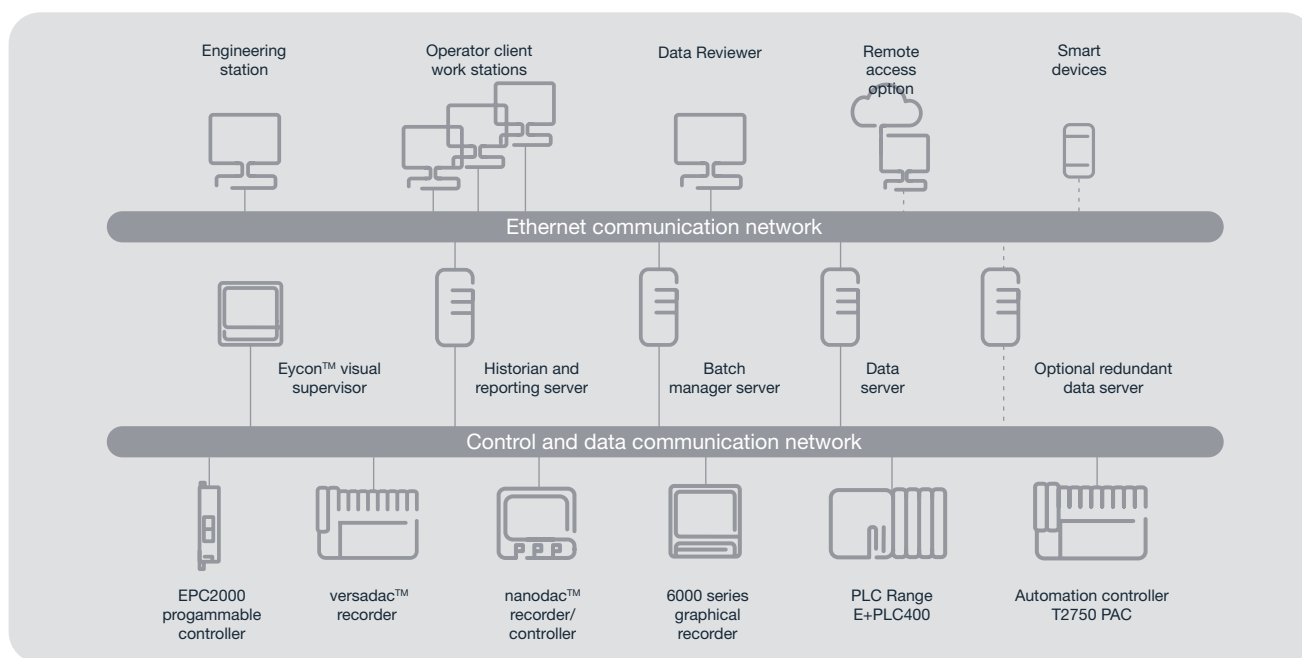 Engineering
station
Operator client
work stations
Data Reviewer
Remote
access
option
Smart
devices
Ethernet communication network
Eycon™ visual
supervisor
Historian and
reporting server
Batch
manager server
Data
server
Optional redundant
data server
Control and data communication network
EPC2000
progammable
controller
versadac™
recorder
nanodac™
recorder/
controller
6000 series
graphical
recorder
PLC Range
E+PLC400
Automation controller
T2750 PAC